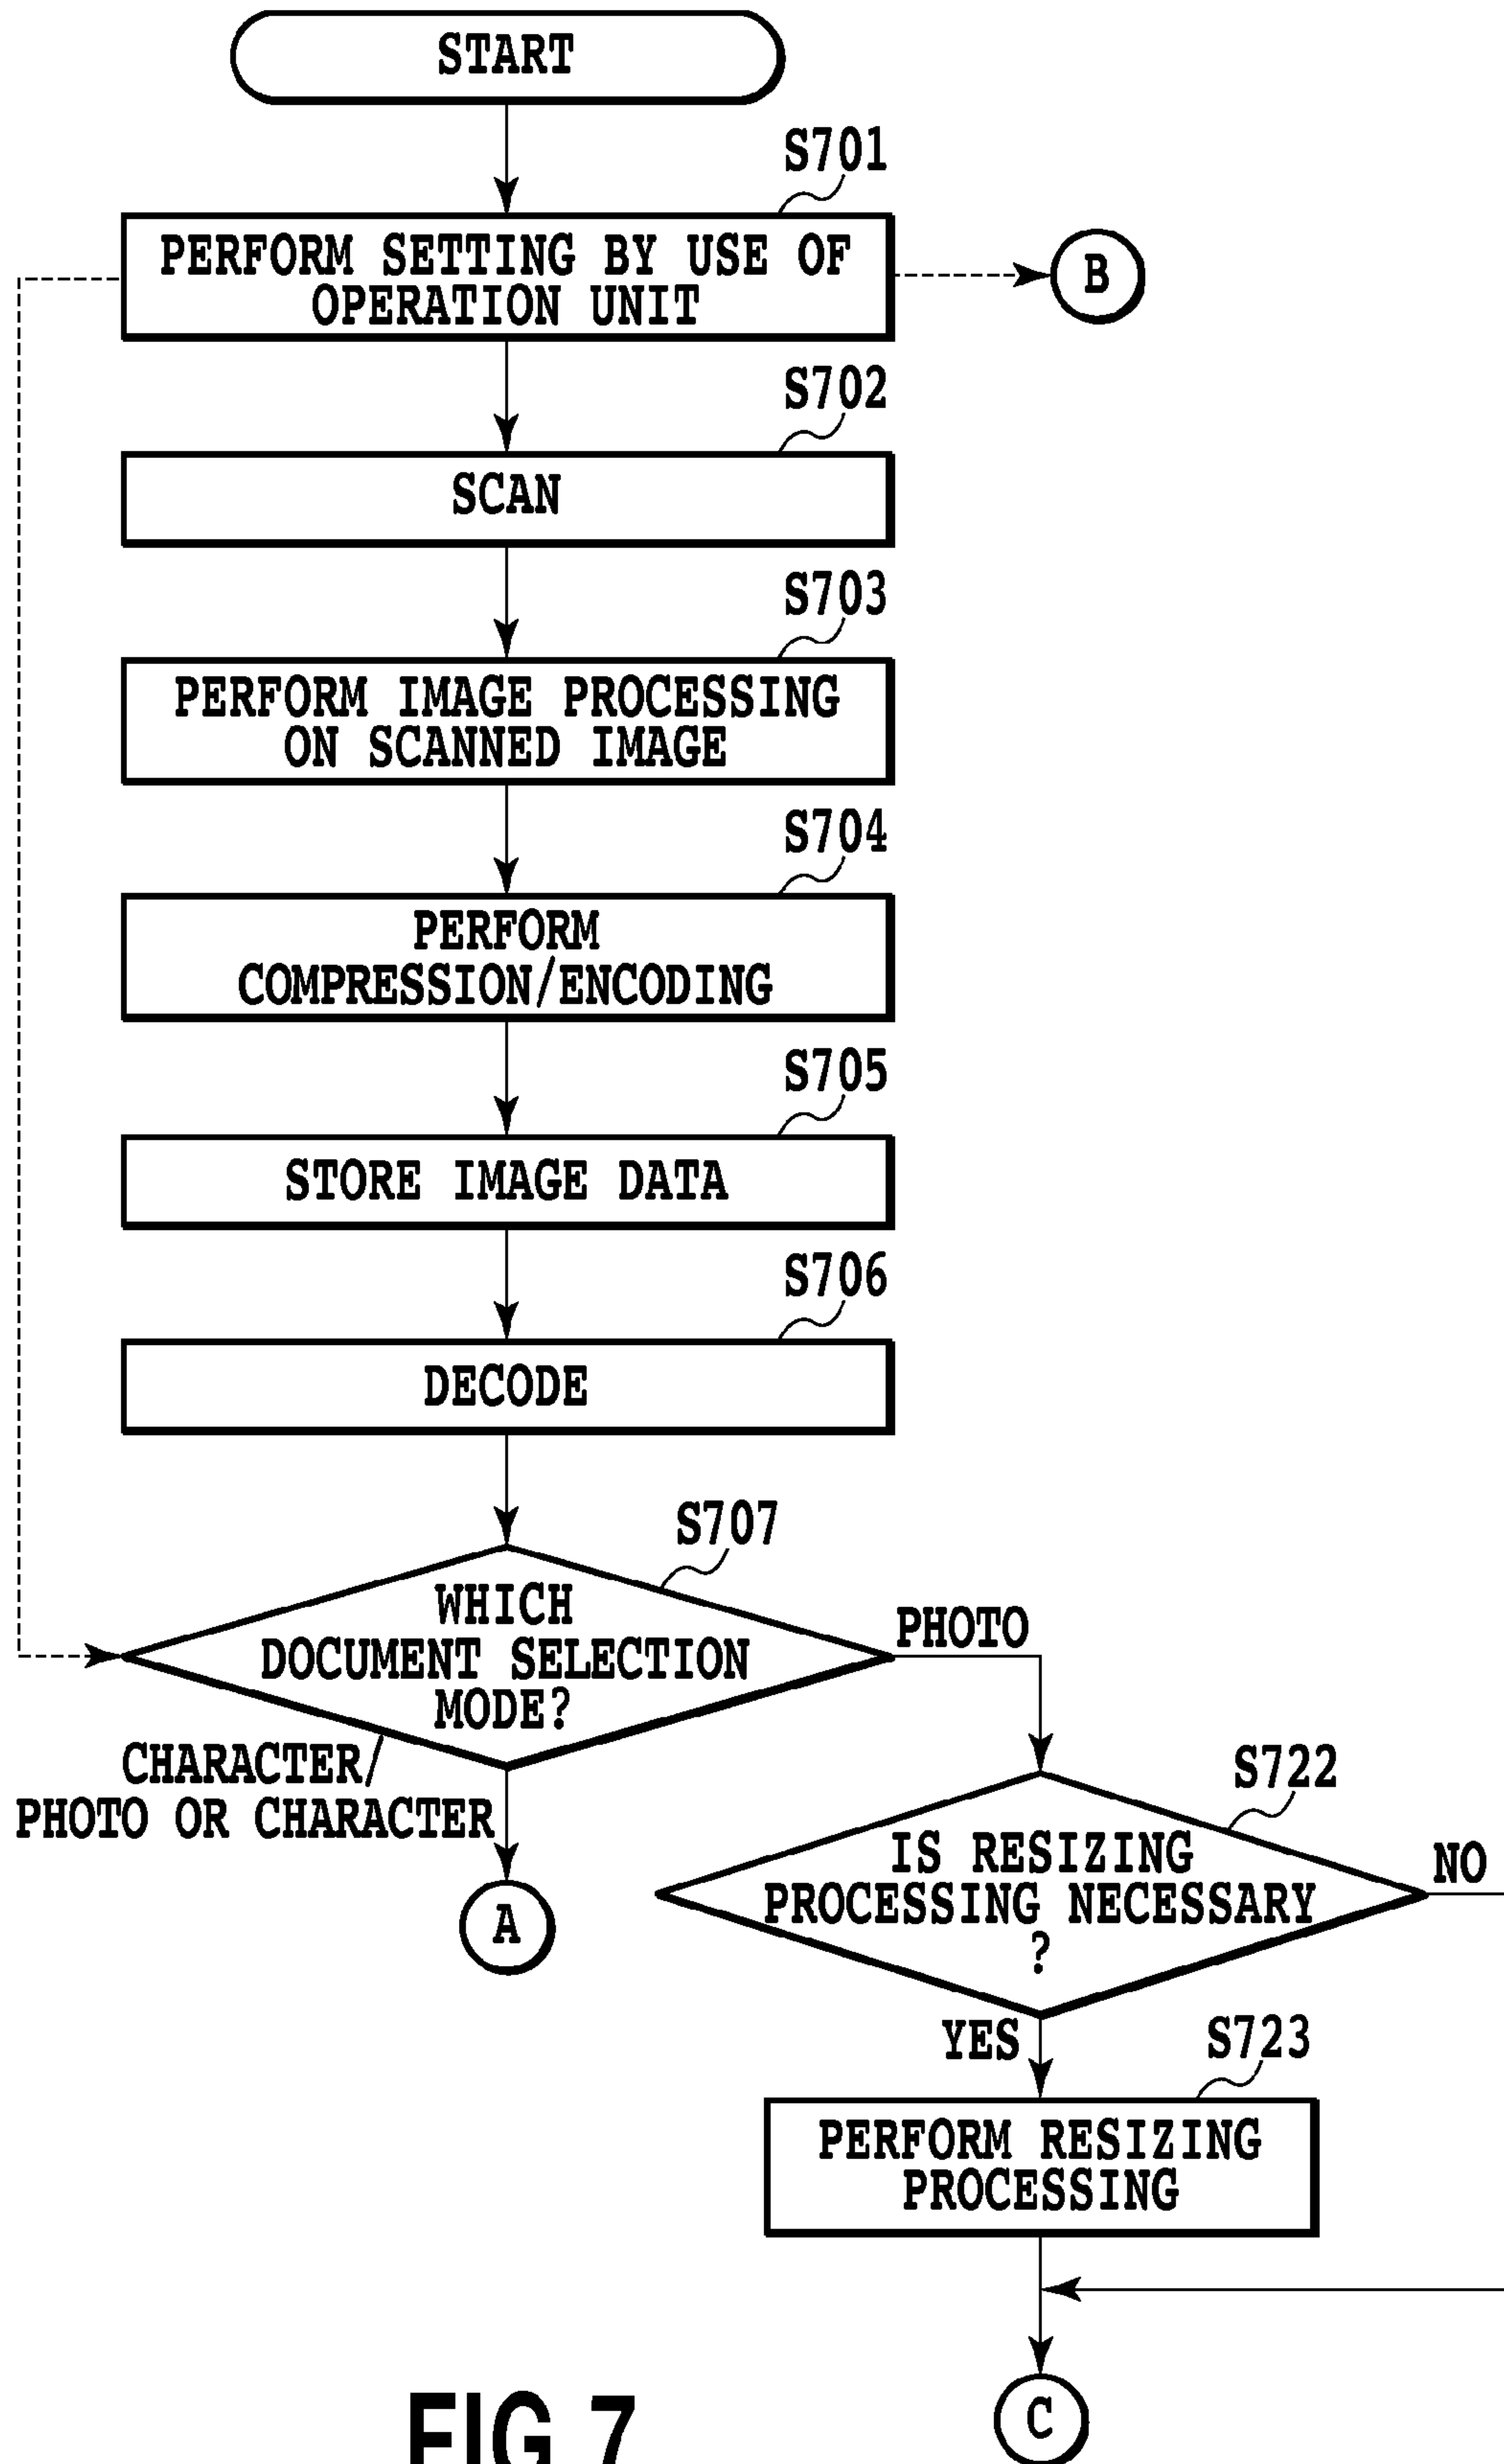 START
S701
PERFORM SETTING BY USE OF
OPERATION UNIT
B
S702
SCAN
S703
PERFORM IMAGE PROCESSING
ON SCANNED IMAGE
S704
PERFORM
COMPRESSION/ENCODING
S705
STORE IMAGE DATA
S706
DECODE
S707
WHICH
DOCUMENT SELECTION
MODE?
PHOTO
CHARACTER/
PHOTO OR CHARACTER
A
S722
IS RESIZING
PROCESSING NECESSARY
?
NO
YES
S723
PERFORM RESIZING
PROCESSING
C
FIG.7